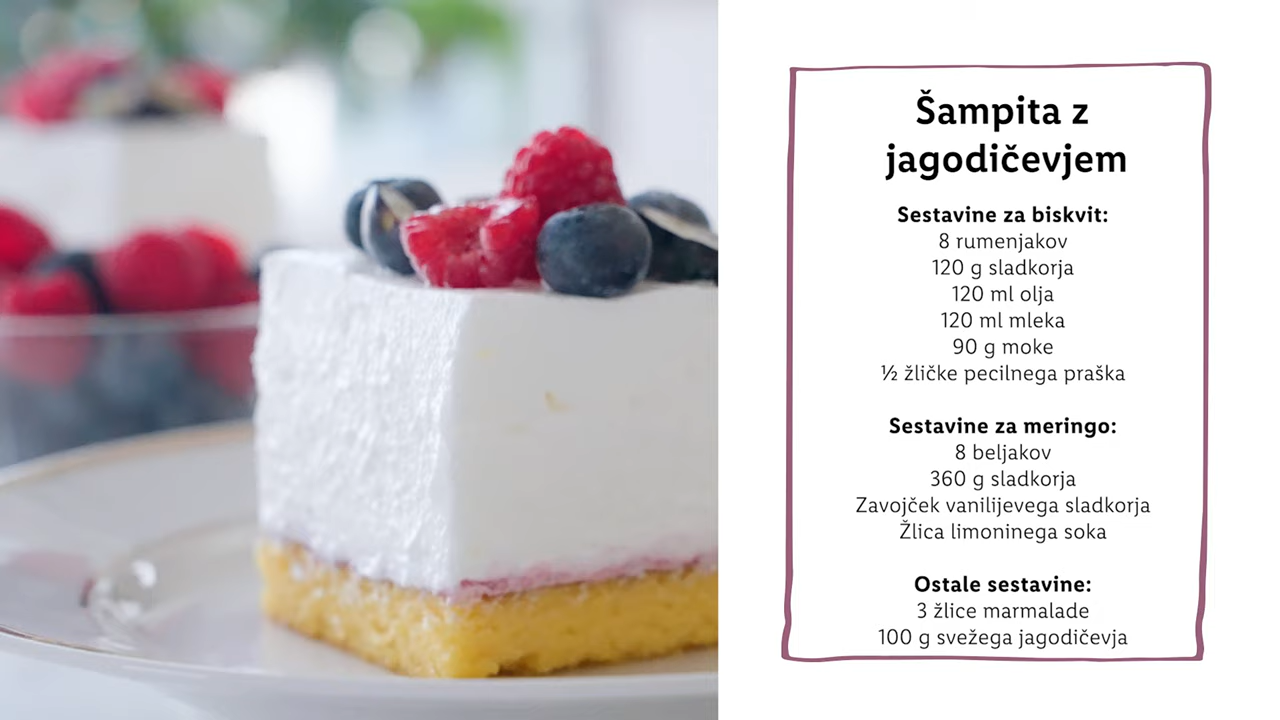 Šampita z
jagodičevjem
Sestavine za biskvit:
8 rumenjakov
120 g sladkorja
120 ml olja
120 ml mleka
90 g moke
½ žličke pecilnega praška
Sestavine za meringo:
8 beljakov
360 g sladkorja
Zavojček vanilijevega sladkorja
Žlica limoninega soka
Ostale sestavine:
3 žlice marmalade
100 g svežega jagodičevja